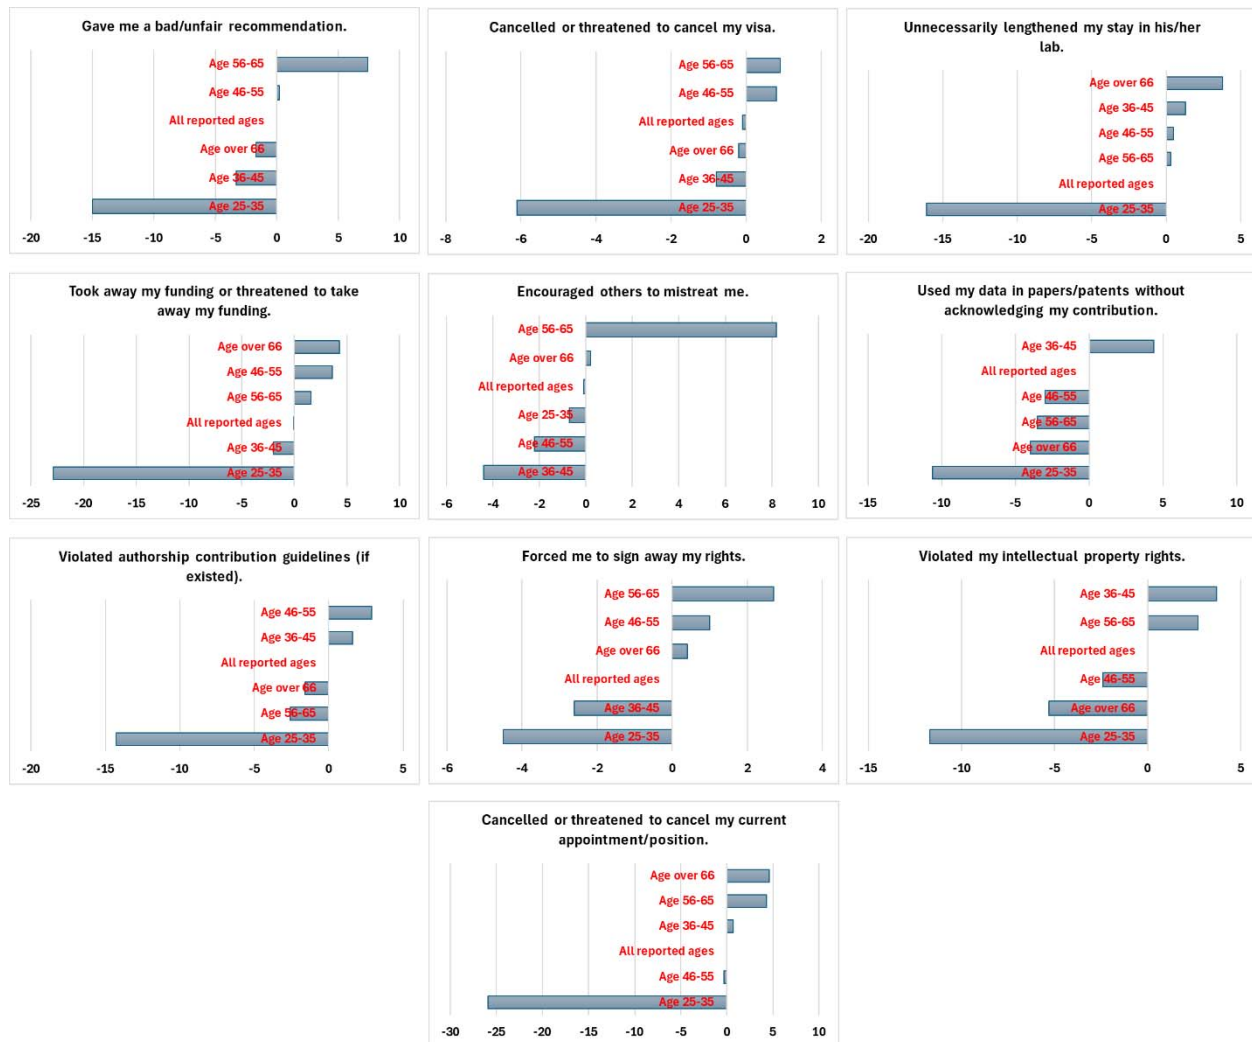 Gave me a bad/unfair recommendation.
Age 56-65
Age 46-55
All reported ages
Age over 66
Age 36-45
Age 25-35
-20 -15 -10 -5 0 5 10
Cancelled or threatened to cancel my visa.
Age 56-65
Age 46-55
All reported ages
Age over 66
Age 36-45
Age 25-35
-8 -6 -4 -2 0 2
Unnecessarily lengthened my stay in his/her
lab.
Age over 66
Age 36-45
Age 46-55
Age 56-65
All reported ages
Age 25-35
-20 -15 -10 -5 0 5
Took away my funding or threatened to take
away my funding.
Age over 66
Age 46-55
Age 56-65
All reported ages
Age 36-45
Age 25-35
-25 -20 -15 -10 -5 0 5 10
Encouraged others to mistreat me.
Age 56-65
Age over 66
All reported ages
Age 25-35
Age 46-55
Age 36-45
-6 -4 -2 0 2 4 6 8 10
Used my data in papers/patents without
acknowledging my contribution.
Age 36-45
All reported ages
Age 46-55
Age 56-65
Age over 66
Age 25-35
-15 -10 -5 0 5 10
Violated authorship contribution guidelines (if
existed).
Age 46-55
Age 36-45
All reported ages
Age over 66
Age 56-65
Age 25-35
-20 -15 -10 -5 0 5
Forced me to sign away my rights.
Age 56-65
Age 46-55
Age over 66
All reported ages
Age 36-45
Age 25-35
-6 -4 -2 0 2 4
Violated my intellectual property rights.
Age 36-45
Age 56-65
All reported ages
Age 46-55
Age over 66
Age 25-35
-15 -10 -5 0 5
Cancelled or threatened to cancel my current
appointment/position.
Age over 66
Age 56-65
Age 36-45
All reported ages
Age 46-55
Age 25-35
-30 -25 -20 -15 -10 -5 0 5 10